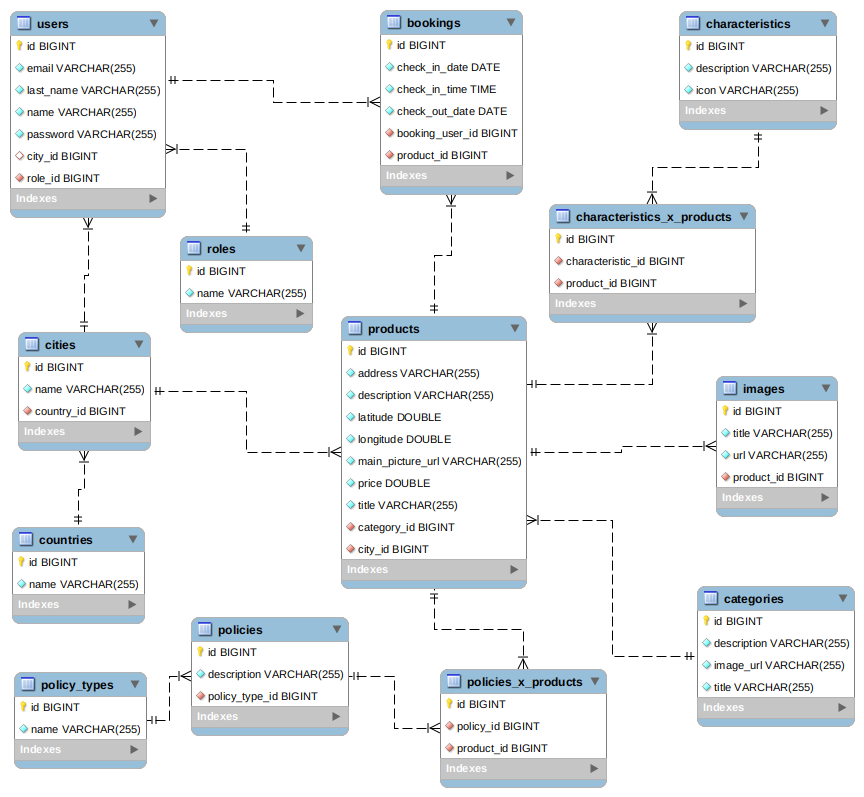 users
id BIGINT
email VARCHAR(255)
last_name VARCHAR(255)
name VARCHAR(255)
password VARCHAR(255)
city_id BIGINT
role_id BIGINT
Indexes
bookings
id BIGINT
check_in_date DATE
check_in_time TIME
check_out_date DATE
booking_user_id BIGINT
product_id BIGINT
Indexes
characteristics
id BIGINT
description VARCHAR(255)
icon VARCHAR(255)
Indexes
roles
id BIGINT
name VARCHAR(255)
Indexes
characteristics_x_products
id BIGINT
characteristic_id BIGINT
product_id BIGINT
Indexes
cities
id BIGINT
name VARCHAR(255)
country_id BIGINT
Indexes
products
id BIGINT
address VARCHAR(255)
description VARCHAR(255)
latitude DOUBLE
longitude DOUBLE
main_picture_url VARCHAR(255)
price DOUBLE
title VARCHAR(255)
category_id BIGINT
city_id BIGINT
Indexes
images
id BIGINT
title VARCHAR(255)
url VARCHAR(255)
product_id BIGINT
Indexes
countries
id BIGINT
name VARCHAR(255)
Indexes
categories
id BIGINT
description VARCHAR(255)
image_url VARCHAR(255)
title VARCHAR(255)
Indexes
policies
id BIGINT
description VARCHAR(255)
policy_type_id BIGINT
Indexes
policy_types
id BIGINT
name VARCHAR(255)
Indexes
policies_x_products
id BIGINT
policy_id BIGINT
product_id BIGINT
Indexes